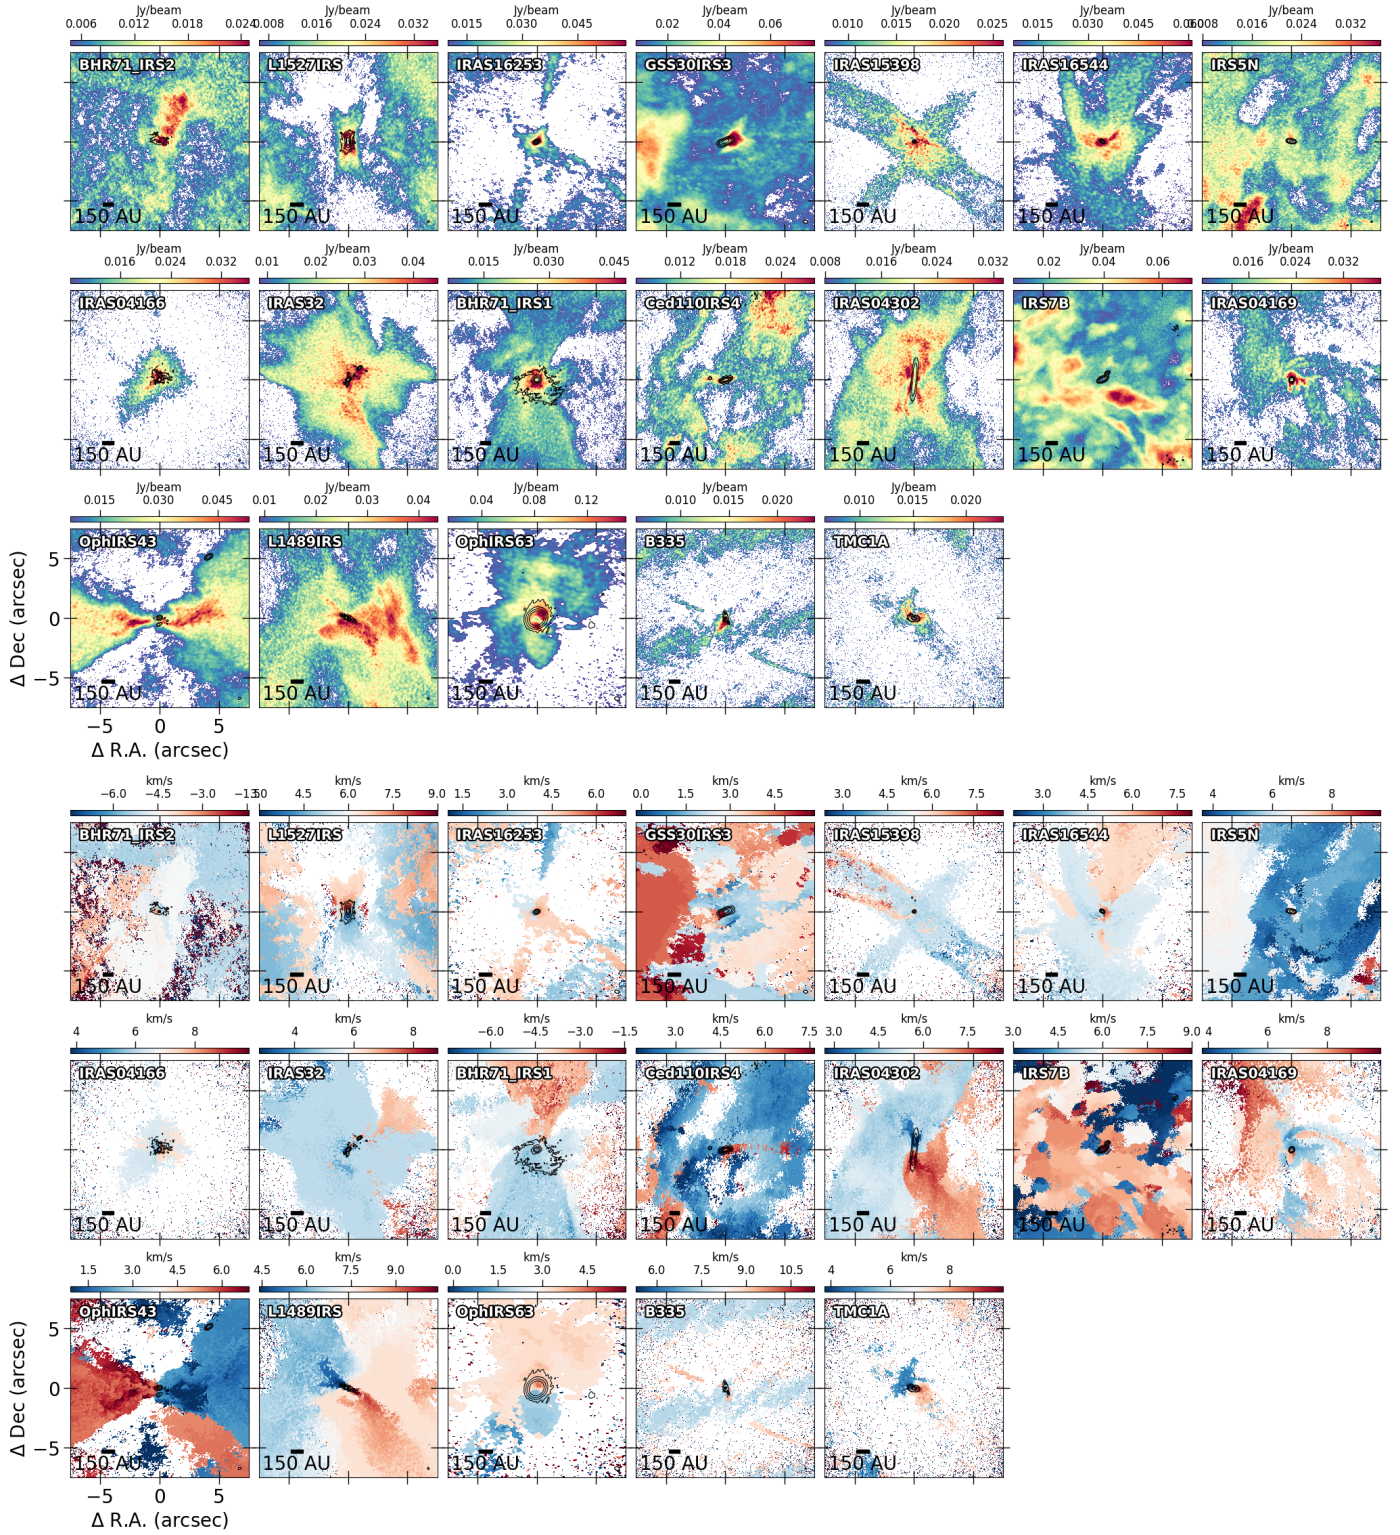 Jy/beam Jy/beam Jy/beam Jy/beam Jy/beam Jy/beam Jy/beam
0.006 0.012 0.018 0.024 0.008 0.016 0.024 0.032 0.015 0.030 0.045 0.02 0.04 0.06 0.010 0.015 0.020 0.025 0.015 0.030 0.045 0.008 0.016 0.024 0.032
BHR71_IRS2 L1527IRS IRAS16253 GSS30IRS3 IRAS15398 IRAS16544 IRS5N
150 AU 150 AU 150 AU 150 AU 150 AU 150 AU 150 AU
Jy/beam Jy/beam Jy/beam Jy/beam Jy/beam Jy/beam Jy/beam
0.016 0.024 0.032 0.01 0.02 0.03 0.04 0.015 0.030 0.045 0.012 0.018 0.024 0.008 0.016 0.024 0.032 0.02 0.04 0.06 0.016 0.024 0.032
IRAS04166 IRAS32 BHR71_IRS1 Ced110IRS4 IRAS04302 IRS7B IRAS04169
150 AU 150 AU 150 AU 150 AU 150 AU 150 AU 150 AU
Jy/beam Jy/beam Jy/beam Jy/beam Jy/beam
0.015 0.030 0.045 0.01 0.02 0.03 0.04 0.04 0.08 0.12 0.010 0.015 0.020 0.010 0.015 0.020
OphIRS43 L1489IRS OphIRS63 B335 TMC1A
5
0
−5
Δ Dec (arcsec)
150 AU 150 AU 150 AU 150 AU 150 AU
−5 0 5
Δ R.A. (arcsec)
km/s km/s km/s km/s km/s km/s km/s
−6.0 −4.5 −3.0 4.5 6.0 7.5 9.0 1.5 3.0 4.5 6.0 0.0 1.5 3.0 4.5 3.0 4.5 6.0 7.5 3.0 4.5 6.0 7.5 4 6 8
BHR71_IRS2 L1527IRS IRAS16253 GSS30IRS3 IRAS15398 IRAS16544 IRS5N
150 AU 150 AU 150 AU 150 AU 150 AU 150 AU 150 AU
km/s km/s km/s km/s km/s km/s km/s
4 6 8 4 6 8 −6.0 −4.5 −3.0 −1.5 3.0 4.5 6.0 7.5 3.0 4.5 6.0 7.5 3.0 4.5 6.0 7.5 9.0 4 6 8
IRAS04166 IRAS32 BHR71_IRS1 Ced110IRS4 IRAS04302 IRS7B IRAS04169
150 AU 150 AU 150 AU 150 AU 150 AU 150 AU 150 AU
km/s km/s km/s km/s km/s
1.5 3.0 4.5 6.0 4.5 6.0 7.5 9.0 0.0 1.5 3.0 4.5 6.0 7.5 9.0 10.5 4 6 8
OphIRS43 L1489IRS OphIRS63 B335 TMC1A
5
0
−5
Δ Dec (arcsec)
150 AU 150 AU 150 AU 150 AU 150 AU
−5 0 5
Δ R.A. (arcsec)